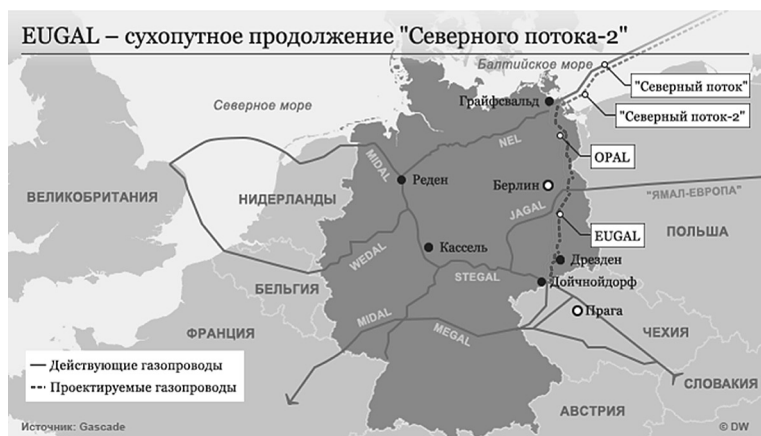 EUGAL – сухопутное продолжение "Северного потока-2"
Балтийское море
"Северный поток"
Северное море
Грайфсвальд
"Северный поток-2"
NEL
OPAL
MIDAL
Реден
Берлин
"ЯМАЛ-ЕВРОПА"
ВЕЛИКОБРИТАНИЯ
НИДЕРЛАНДЫ
JAGAL
ПОЛЬША
EUGAL
Кассель
WEDAL
Дрезден
STEGAL
Дойчнойдорф
БЕЛЬГИЯ
Прага
MIDAL
MEGAL
ФРАНЦИЯ
ЧЕХИЯ
Действующие газопроводы
Проектируемые газопроводы
СЛОВАКИЯ
АВСТРИЯ
Источник: Gascade
© DW